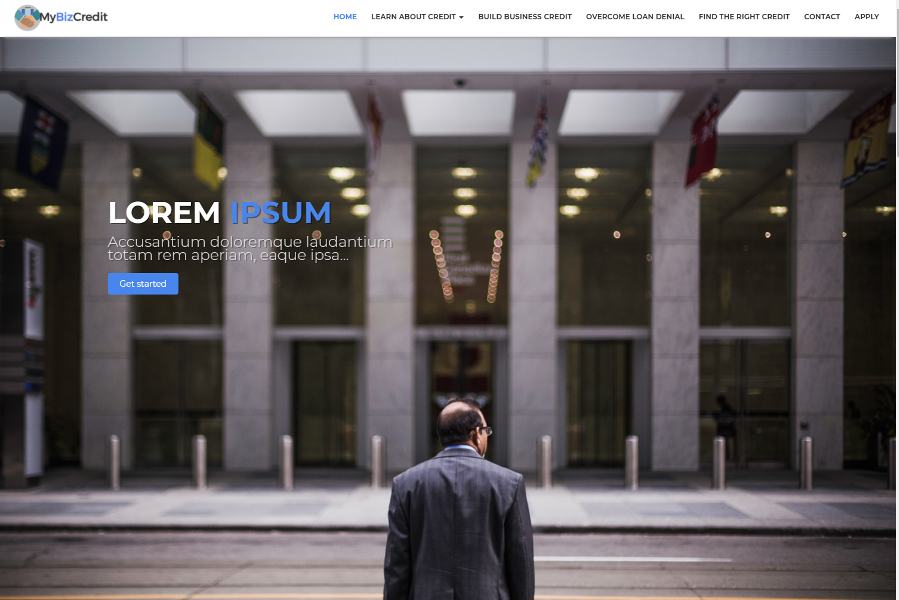 MyBizCredit
HOME LEARN ABOUT CREDIT BUILD BUSINESS CREDIT OVERCOME LOAN DENIAL FIND THE RIGHT CREDIT CONTACT APPLY
LOREM IPSUM
Accusantium doloremque laudantium
totam rem aperiam, eaque ipsa...
Get started